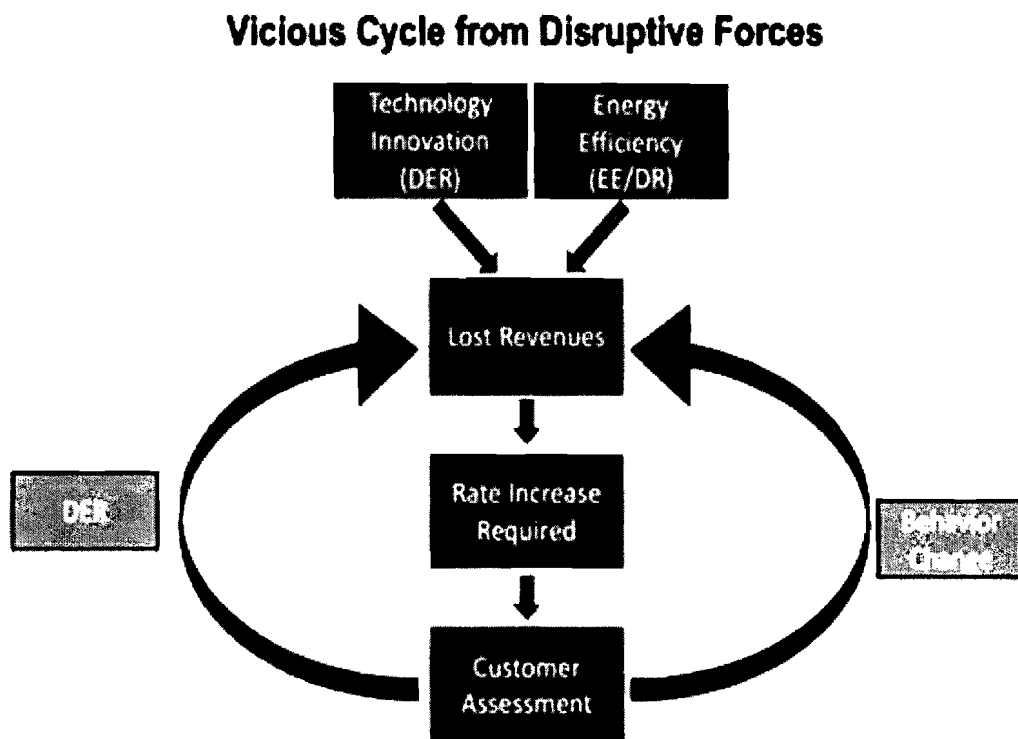 Vicious Cycle from Disruptive Forces
Technology
Innovation
(DER)
Energy
Efficiency
(EE/DR)
Lost Revenues
Rate Increase
Required
DER
Behavior
Change
Customer
Assessment